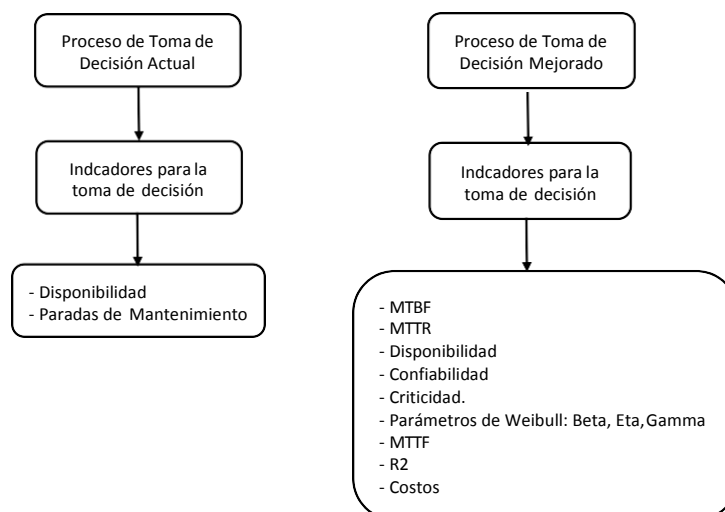 Proceso de Toma de
Decisión Actual
Indcadores para la
toma de decisión
- Disponibilidad
- Paradas de Mantenimiento
Proceso de Toma de
Decisión Mejorado
Indcadores para la
toma de decisión
- MTBF
- MTTR
- Disponibilidad
- Confiabilidad
- Criticidad.
- Parámetros de Weibull: Beta, Eta,Gamma
- MTTF
- R2
- Costos